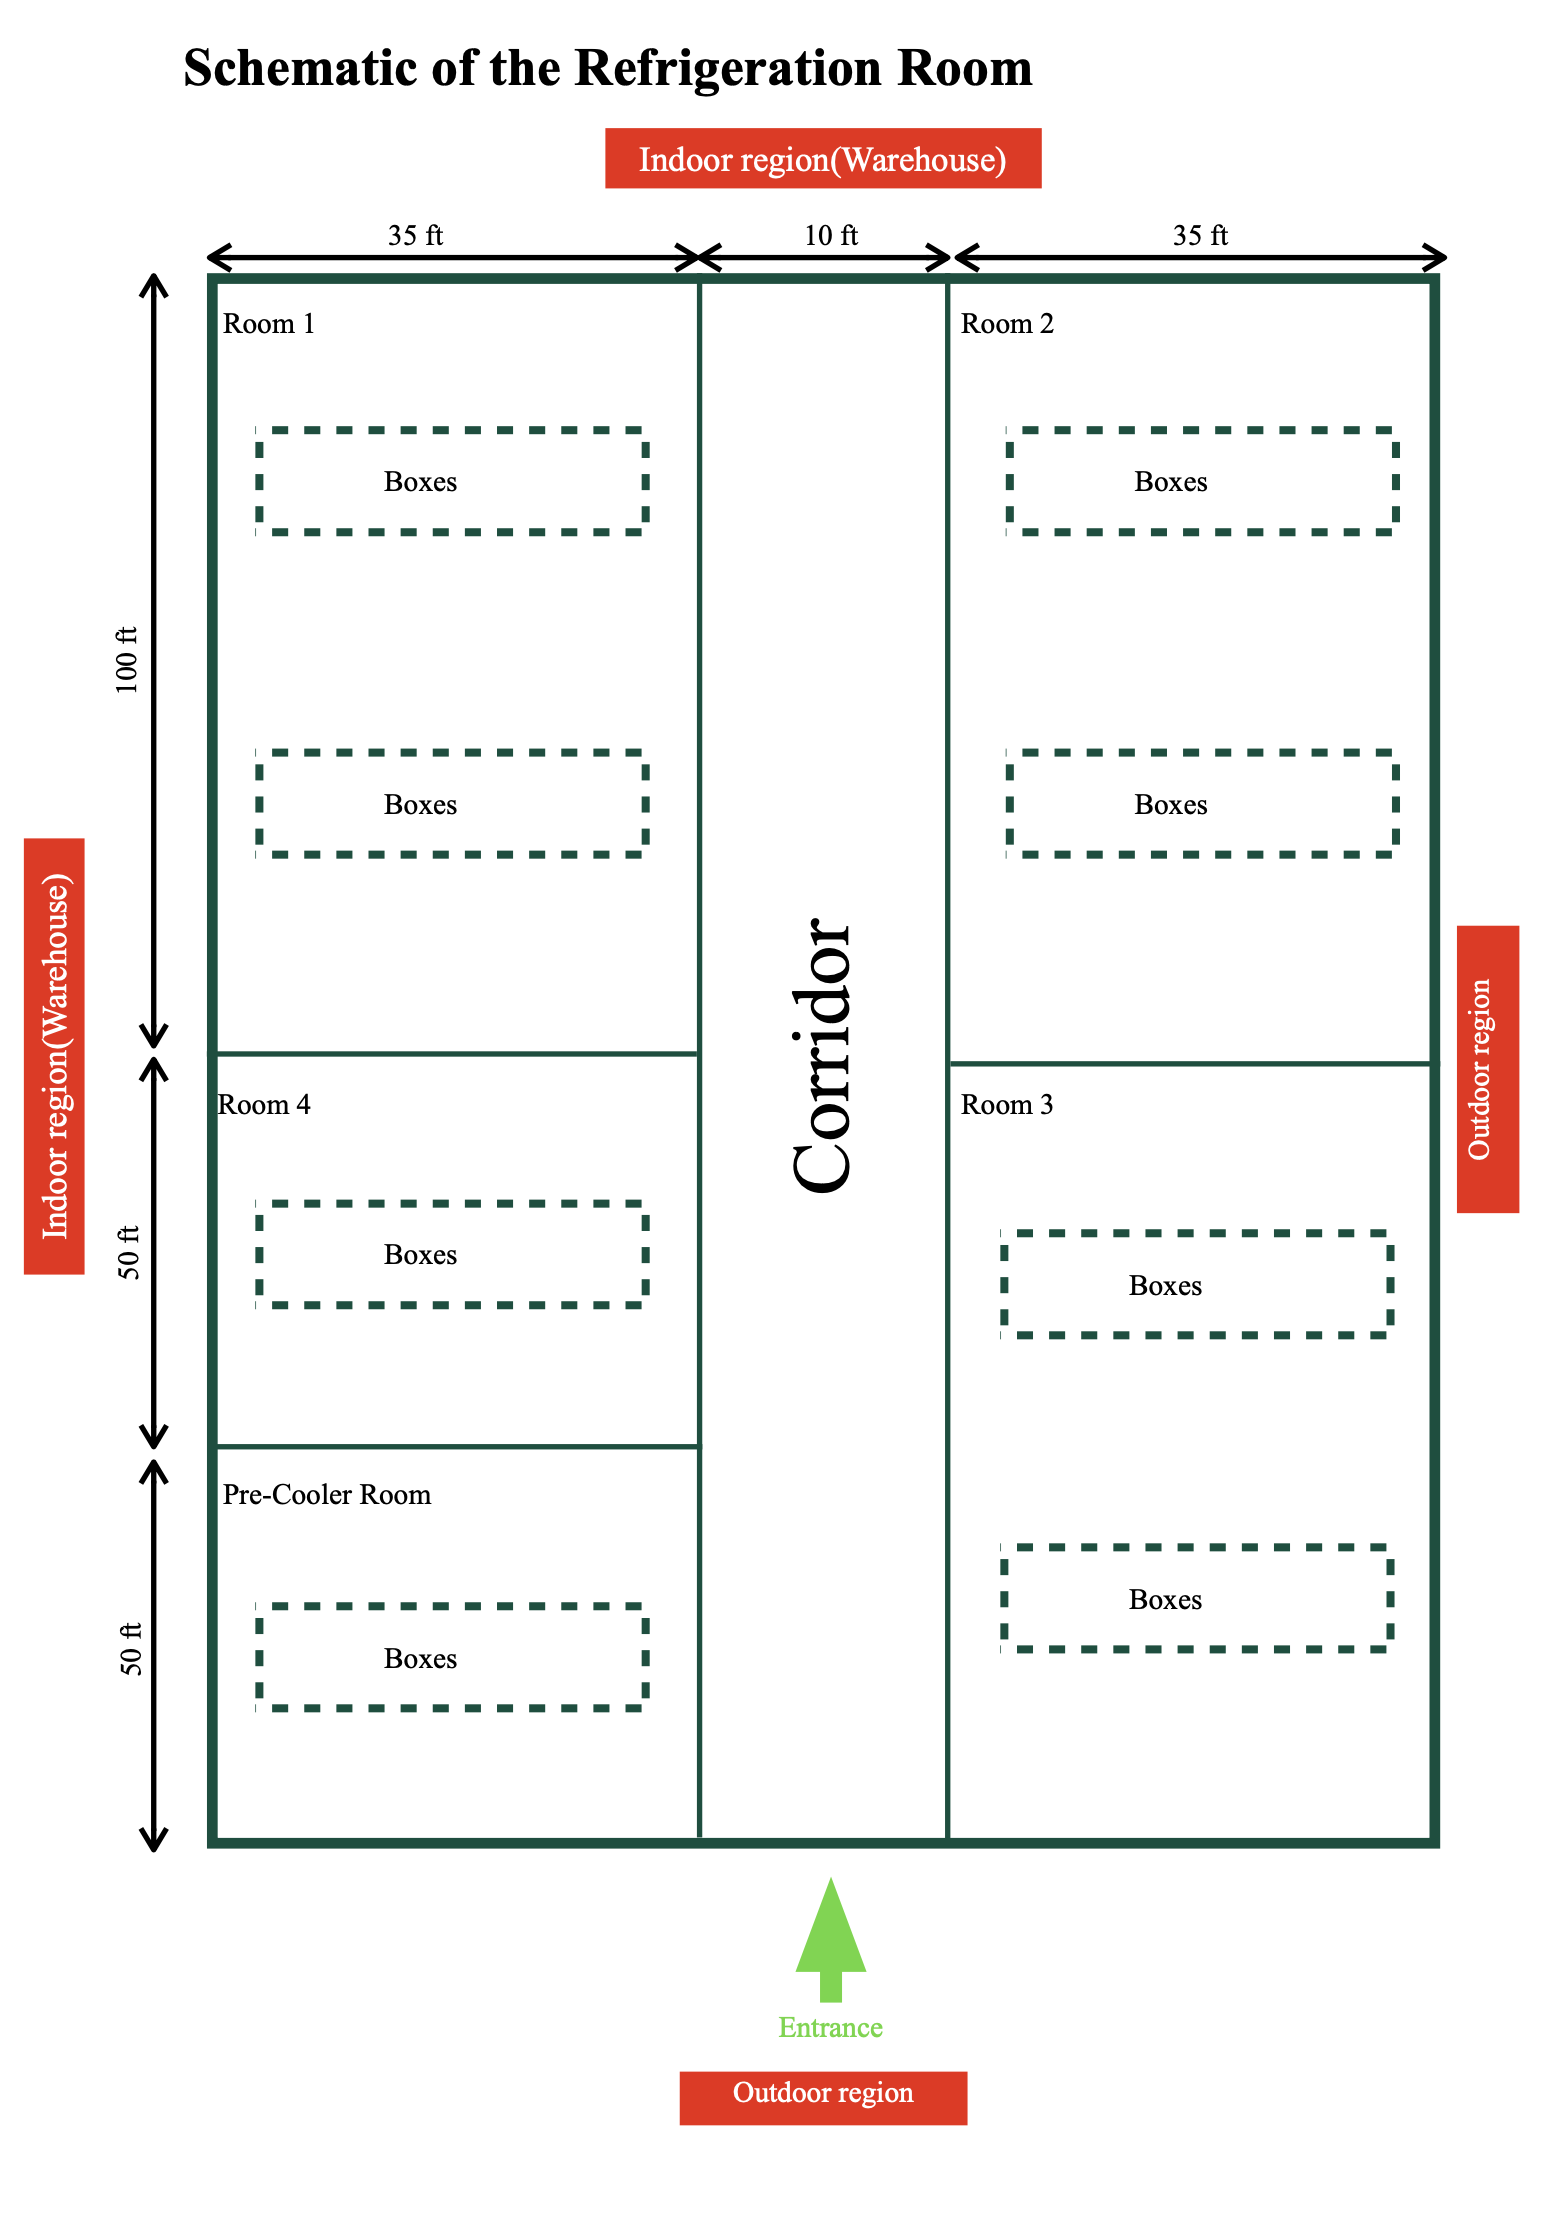 Schematic of the Refrigeration Room
Indoor region(Warehouse)
35 ft
10 ft
35 ft
Room 1
Room 2
Boxes
Boxes
100 ft
Boxes
Boxes
Indoor region(Warehouse)
Corridor
Outdoor region
Room 4
Room 3
50 ft
Boxes
Boxes
Pre-Cooler Room
50 ft
Boxes
Boxes
Entrance
Outdoor region